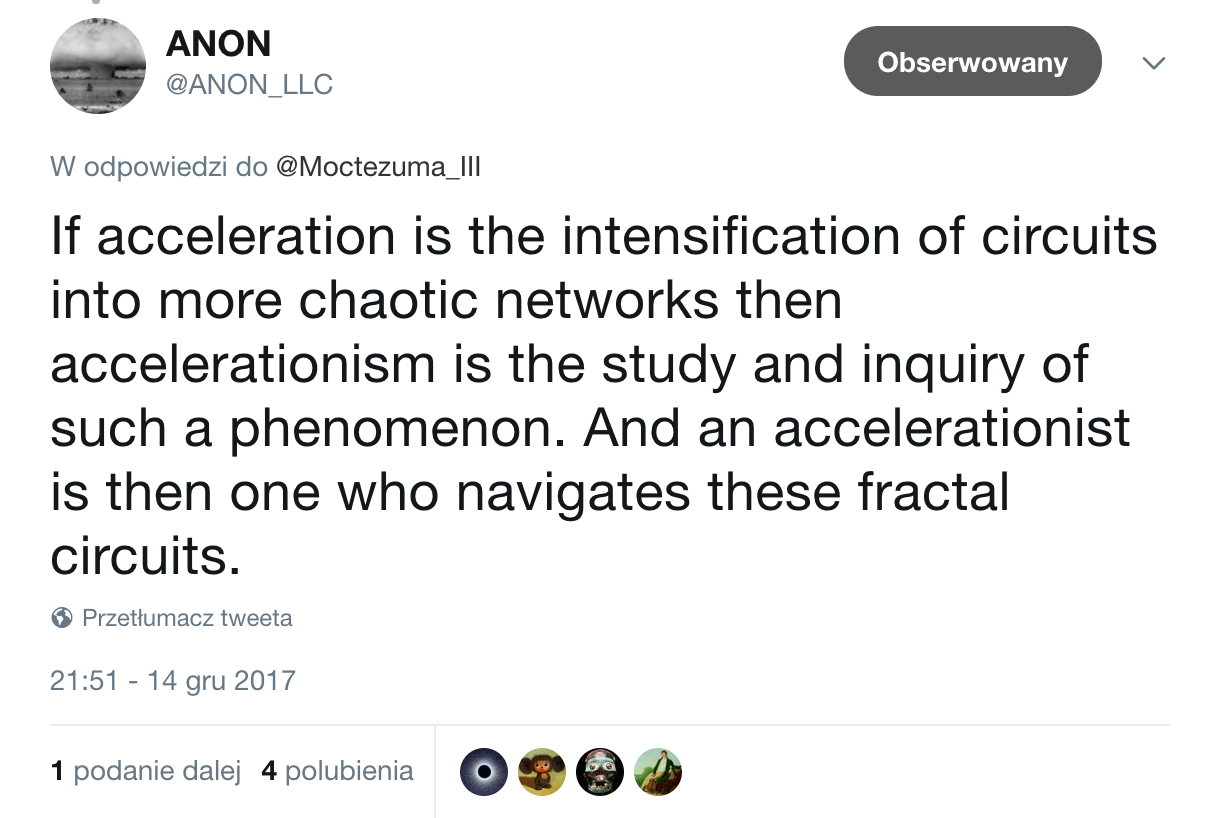 ANON
@ANON_LLC
Obserwowany
W odpowiedzi do @Moctezuma_III
If acceleration is the intensification of circuits
into more chaotic networks then
accelerationism is the study and inquiry of
such a phenomenon. And an accelerationist
is then one who navigates these fractal
circuits.
Przetłumacz tweeta
21:51 - 14 gru 2017
1 podanie dalej 4 polubienia